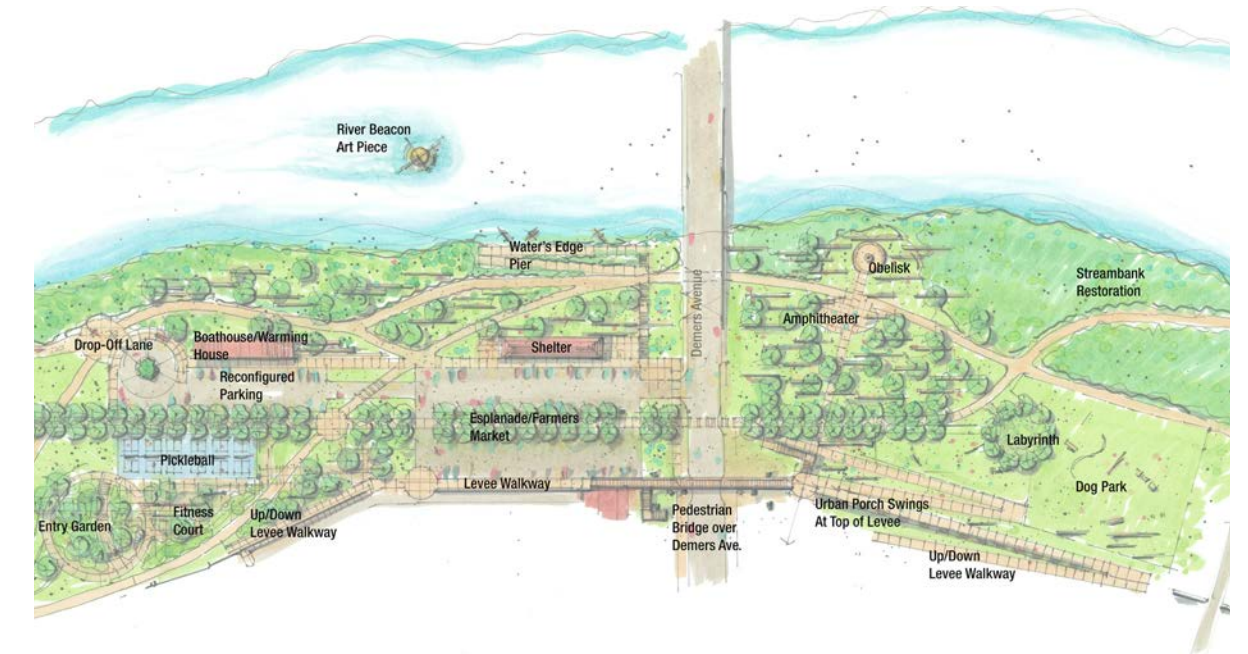 River Beacon
Art Piece
Water's Edge
Pier
Obelisk
Streambank
Restoration
Demers Avenue
Amphitheater
Drop-Off Lane
Boathouse/Warming
House
Shelter
Reconfigured
Parking
Esplanade/Farmers
Market
Labyrinth
Pickleball
Levee Walkway
Dog Park
Entry Garden
Fitness
Court
Up/Down
Levee Walkway
Pedestrian
Bridge over
Demers Ave.
Urban Porch Swings
At Top of Levee
Up/Down
Levee Walkway